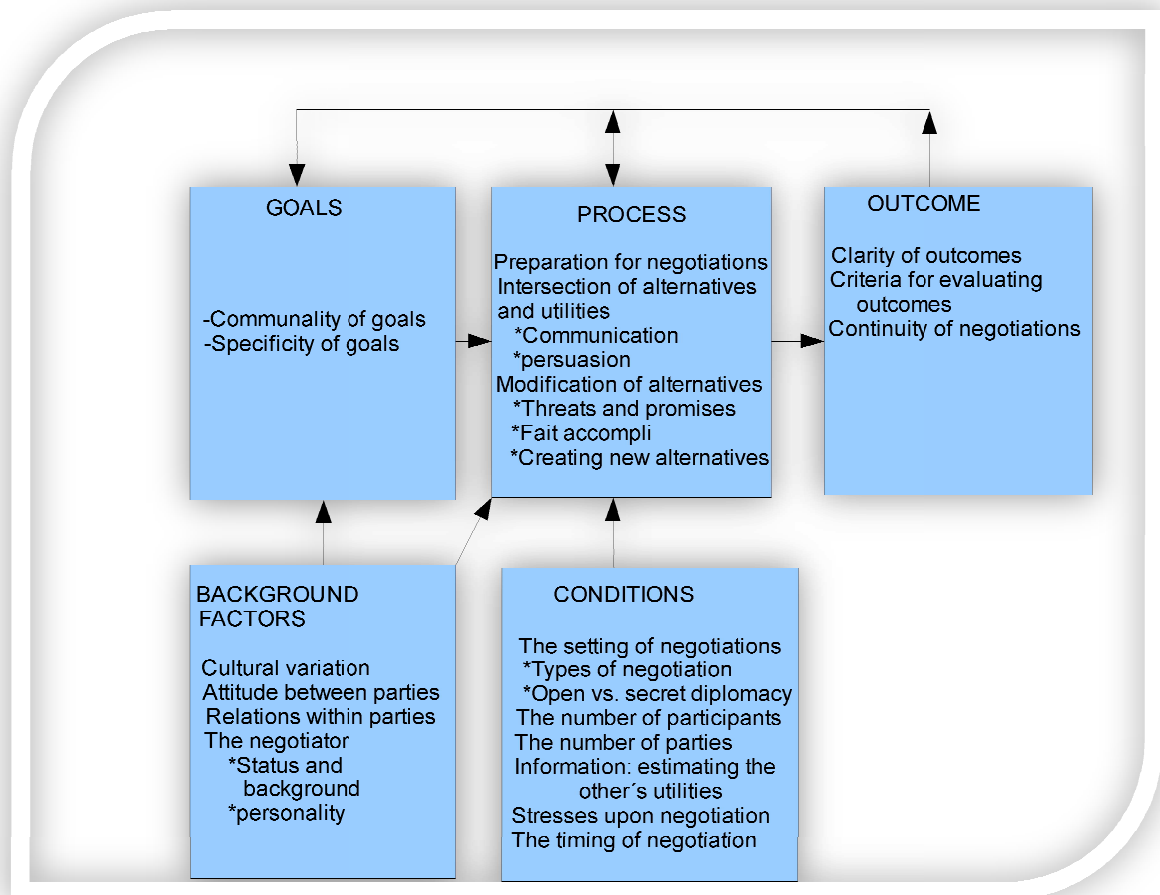 GOALS
-Communality of goals
-Specificity of goals
PROCESS
Preparation for negotiations
Intersection of alternatives
and utilities
*Communication
*persuasion
Modification of alternatives
*Threats and promises
*Fait accompli
*Creating new alternatives
OUTCOME
Clarity of outcomes
Criteria for evaluating
outcomes
Continuity of negotiations
BACKGROUND
FACTORS
Cultural variation
Attitude between parties
Relations within parties
The negotiator
*Status and
background
*personality
CONDITIONS
The setting of negotiations
*Types of negotiation
*Open vs. secret diplomacy
The number of participants
The number of parties
Information: estimating the
other´s utilities
Stresses upon negotiation
The timing of negotiation